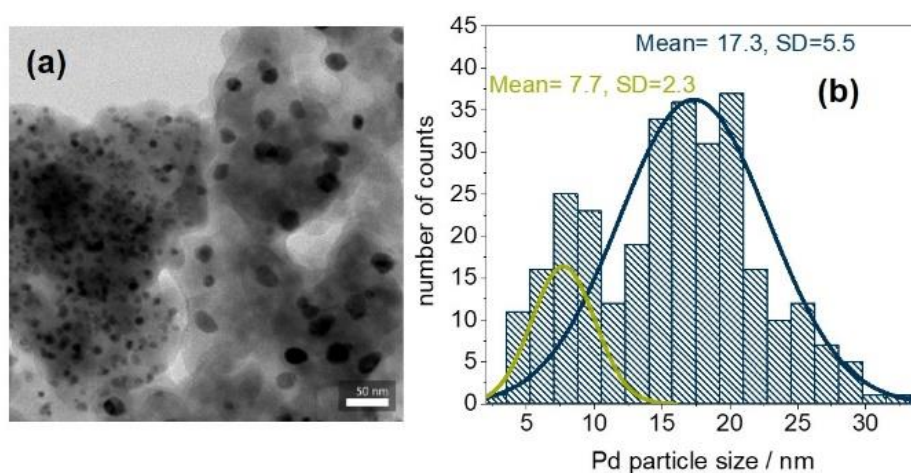 (a)
50 nm
(b)
Mean= 17.3, SD=5.5
Mean= 7.7, SD=2.3
number of counts
45
40
35
30
25
20
15
10
5
0
5 10 15 20 25 30
Pd particle size / nm